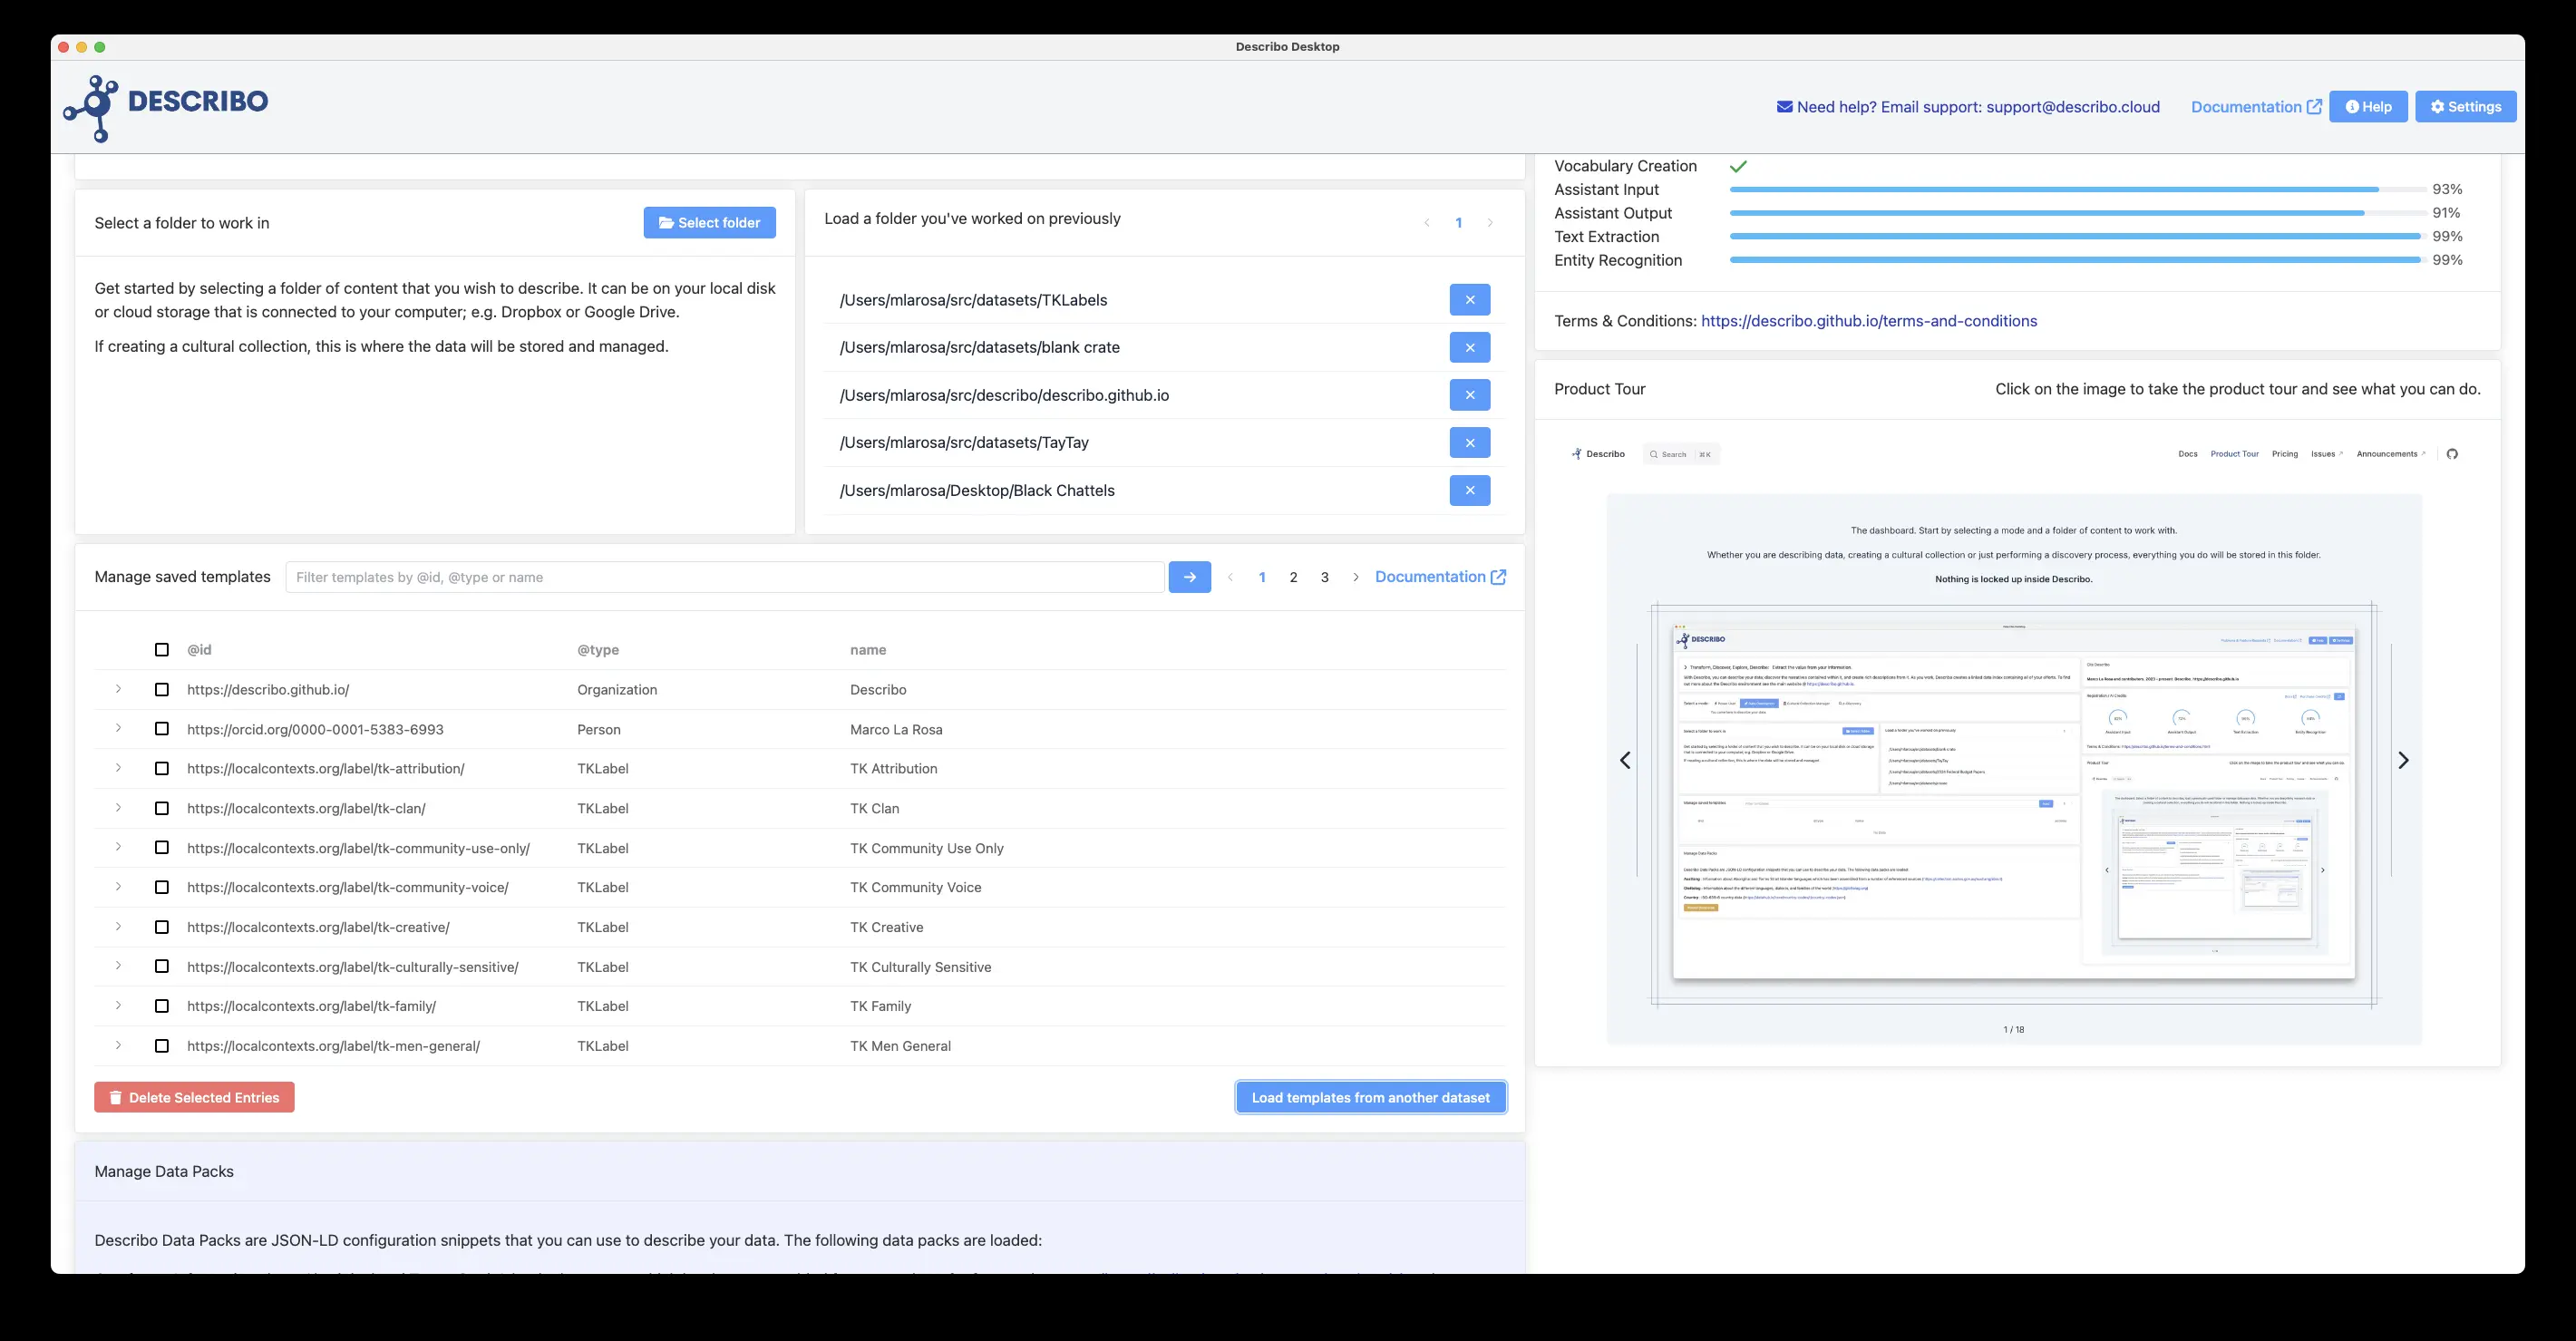 Describo Desktop
DESCRIBO
Need help? Email support: support@describo.cloud
Documentation
Help
Settings
Select a folder to work in
Select folder
Get started by selecting a folder of content that you wish to describe. It can be on your local disk
or cloud storage that is connected to your computer; e.g. Dropbox or Google Drive.
If creating a cultural collection, this is where the data will be stored and managed.
Load a folder you've worked on previously
1
/Users/mlarosa/src/datasets/TKLabels
/Users/mlarosa/src/datasets/blank crate
/Users/mlarosa/src/describo/describo.github.io
/Users/mlarosa/src/datasets/TayTay
/Users/mlarosa/Desktop/Black Chattels
Manage saved templates
Filter templates by @id, @type or name
1 2 3
Documentation
@id @type name
https://describo.github.io/ Organization Describo
https://orcid.org/0000-0001-5383-6993 Person Marco La Rosa
https://localcontexts.org/label/tk-attribution/ TKLabel TK Attribution
https://localcontexts.org/label/tk-clan/ TKLabel TK Clan
https://localcontexts.org/label/tk-community-use-only/ TKLabel TK Community Use Only
https://localcontexts.org/label/tk-community-voice/ TKLabel TK Community Voice
https://localcontexts.org/label/tk-creative/ TKLabel TK Creative
https://localcontexts.org/label/tk-culturally-sensitive/ TKLabel TK Culturally Sensitive
https://localcontexts.org/label/tk-family/ TKLabel TK Family
https://localcontexts.org/label/tk-men-general/ TKLabel TK Men General
Delete Selected Entries
Load templates from another dataset
Manage Data Packs
Describo Data Packs are JSON-LD configuration snippets that you can use to describe your data. The following data packs are loaded:
Vocabulary Creation
Assistant Input 93%
Assistant Output 91%
Text Extraction 99%
Entity Recognition 99%
Terms & Conditions: https://describo.github.io/terms-and-conditions
Product Tour
Click on the image to take the product tour and see what you can do.
Describo
Search ⌘K
Docs Product Tour Pricing Issues Announcements
The dashboard. Start by selecting a mode and a folder of content to work with.
Whether you are describing data, creating a cultural collection or just performing a discovery process, everything you do will be stored in this folder.
Nothing is locked up inside Describo.
DESCRIBO
1 / 18